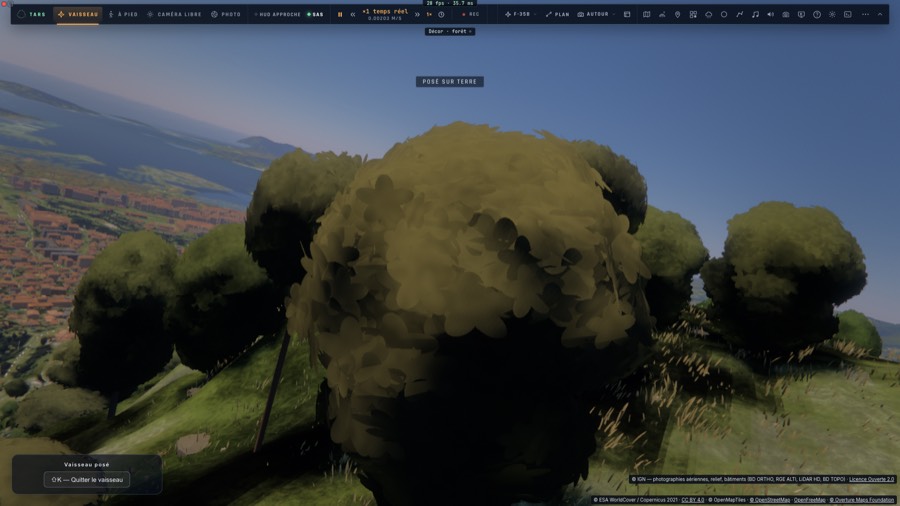 28 fps · 35.7 ms
TARS VAISSEAU À PIED CAMÉRA LIBRE PHOTO HUD APPROCHE SAS ×1 temps réel REC F-35B PLAN AUTOUR
0.00203 M/S
Décor · forêt
POSÉ SUR TERRE
Vaisseau posé
⇧K — Quitter le vaisseau
© IGN — photographies aériennes, relief, bâtiments (BD ORTHO, RGE ALTI, LiDAR HD, BD TOPO) · Licence Ouverte 2.0
© ESA WorldCover / Copernicus 2021 · CC BY 4.0 · © OpenMapTiles · © OpenStreetMap · OpenFreeMap · © Overture Maps Foundation